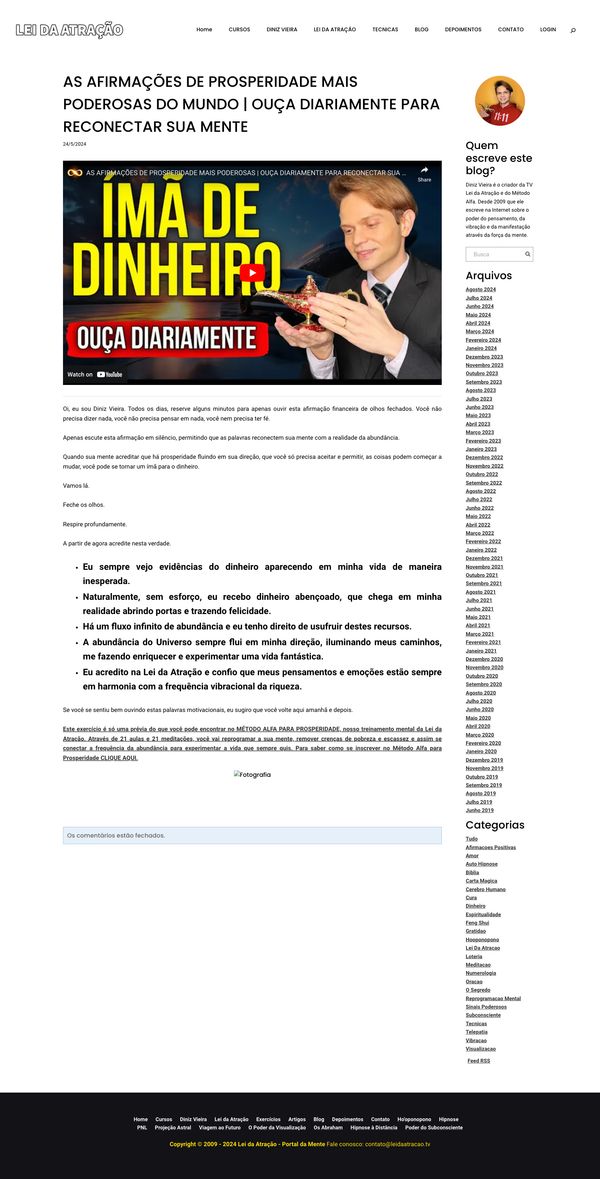 LEI DA ATRAÇÃO
Home CURSOS DINIZ VIEIRA LEI DA ATRAÇÃO TECNICAS BLOG DEPOIMENTOS CONTATO LOGIN
AS AFIRMAÇÕES DE PROSPERIDADE MAIS
PODEROSAS DO MUNDO | OUÇA DIARIAMENTE PARA
RECONECTAR SUA MENTE
24/5/2024
AS AFIRMAÇÕES DE PROSPERIDADE MAIS PODEROSAS | OUÇA DIARIAMENTE PARA RECONECTAR SUA ...
Share
ÍMÃ DE
DINHEIRO
OUÇA DIARIAMENTE
Watch on YouTube
Oi, eu sou Diniz Vieira. Todos os dias, reserve alguns minutos para apenas ouvir esta afirmação financeira de olhos fechados. Você não
precisa dizer nada, você não precisa pensar em nada, você nem precisa ter fé.
Apenas escute esta afirmação em silêncio, permitindo que as palavras reconectem sua mente com a realidade da abundância.
Quando sua mente acreditar que há prosperidade fluindo em sua direção, que você só precisa aceitar e permitir, as coisas podem começar a
mudar, você pode se tornar um ímã para o dinheiro.
Vamos lá.
Feche os olhos.
Respire profundamente.
A partir de agora acredite nesta verdade.
• Eu sempre vejo evidências do dinheiro aparecendo em minha vida de maneira
inesperada.
• Naturalmente, sem esforço, eu recebo dinheiro abençoado, que chega em minha
realidade abrindo portas e trazendo felicidade.
• Há um fluxo infinito de abundância e eu tenho direito de usufruir destes recursos.
• A abundância do Universo sempre flui em minha direção, iluminando meus caminhos,
me fazendo enriquecer e experimentar uma vida fantástica.
• Eu acredito na Lei da Atração e confio que meus pensamentos e emoções estão sempre
em harmonia com a frequência vibracional da riqueza.
Se você se sentiu bem ouvindo estas palavras motivacionais, eu sugiro que você volte aqui amanhã e depois.
Este exercício é só uma prévia do que você pode encontrar no MÉTODO ALFA PARA PROSPERIDADE, nosso treinamento mental da Lei da
Atração. Através de 21 aulas e 21 meditações, você vai reprogramar a sua mente, remover crenças de pobreza e escassez e assim se
conectar a frequência da abundância para experimentar a vida que sempre quis. Para saber como se inscrever no Método Alfa para
Prosperidade CLIQUE AQUI.
Fotografia
Os comentários estão fechados.
11:11
Quem
escreve este
blog?
Diniz Vieira é o criador da TV
Lei da Atração e do Método
Alfa. Desde 2009 que ele
escreve na Internet sobre o
poder do pensamento, da
vibração e da manifestação
através da força da mente.
Busca
Arquivos
Agosto 2024
Julho 2024
Junho 2024
Maio 2024
Abril 2024
Março 2024
Fevereiro 2024
Janeiro 2024
Dezembro 2023
Novembro 2023
Outubro 2023
Setembro 2023
Agosto 2023
Julho 2023
Junho 2023
Maio 2023
Abril 2023
Março 2023
Fevereiro 2023
Janeiro 2023
Dezembro 2022
Novembro 2022
Outubro 2022
Setembro 2022
Agosto 2022
Julho 2022
Junho 2022
Maio 2022
Abril 2022
Março 2022
Fevereiro 2022
Janeiro 2022
Dezembro 2021
Novembro 2021
Outubro 2021
Setembro 2021
Agosto 2021
Julho 2021
Junho 2021
Maio 2021
Abril 2021
Março 2021
Fevereiro 2021
Janeiro 2021
Dezembro 2020
Novembro 2020
Outubro 2020
Setembro 2020
Agosto 2020
Julho 2020
Junho 2020
Maio 2020
Abril 2020
Março 2020
Fevereiro 2020
Janeiro 2020
Dezembro 2019
Novembro 2019
Outubro 2019
Setembro 2019
Agosto 2019
Julho 2019
Junho 2019
Categorias
Tudo
Afirmacoes Positivas
Amor
Auto Hipnose
Biblia
Carta Magica
Cerebro Humano
Cura
Dinheiro
Espiritualidade
Feng Shui
Gratidao
Hooponopono
Lei Da Atracao
Loteria
Meditacao
Numerologia
Oracao
O Segredo
Reprogramacao Mental
Sinais Poderosos
Subconsciente
Tecnicas
Telepatia
Vibracao
Visualizacao
Feed RSS
Home Cursos Diniz Vieira Lei da Atração Exercícios Artigos Blog Depoimentos Contato Ho'oponopono Hipnose
PNL Projeção Astral Viagem ao Futuro O Poder da Visualização Os Abraham Hipnose à Distância Poder do Subconsciente
Copyright © 2009 - 2024 Lei da Atração - Portal da Mente Fale conosco: contato@leidaatracao.tv